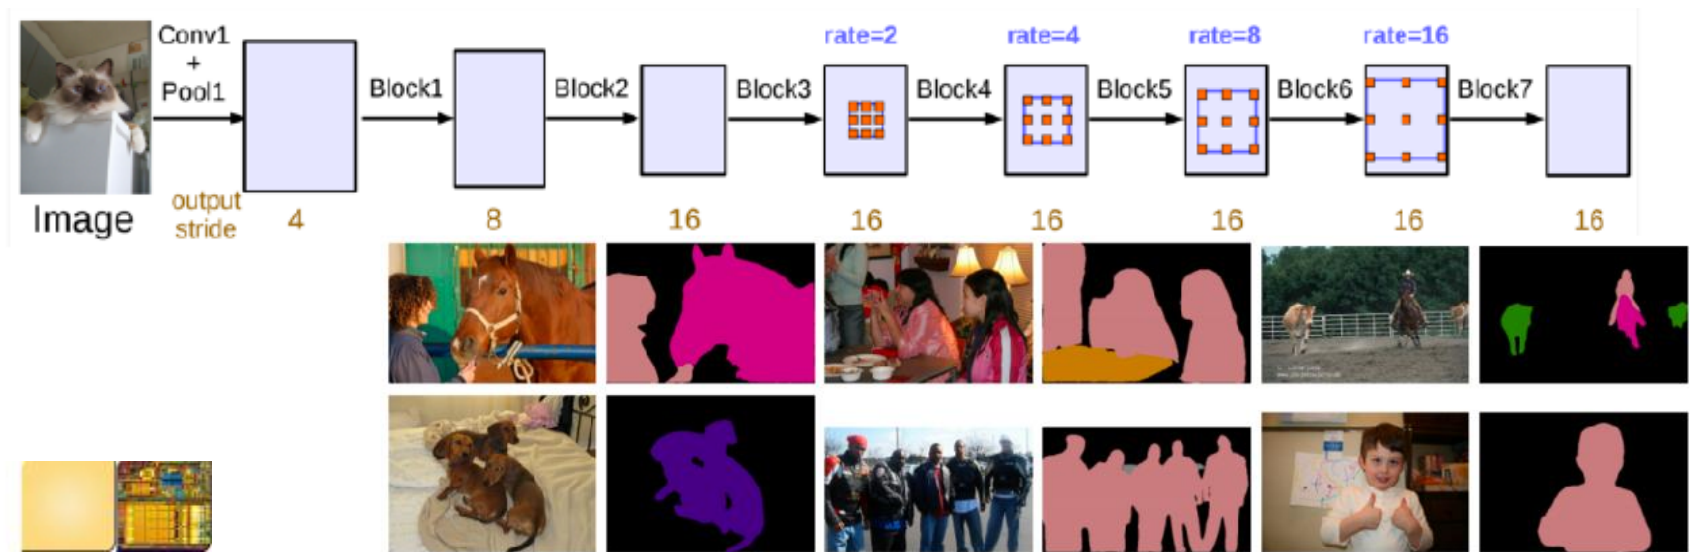 Conv1
+
Pool1
Block1
Block2
Block3
Block4
Block5
Block6
Block7
rate=2
rate=4
rate=8
rate=16
Image
output
stride
4
8
16
16
16
16
16
16